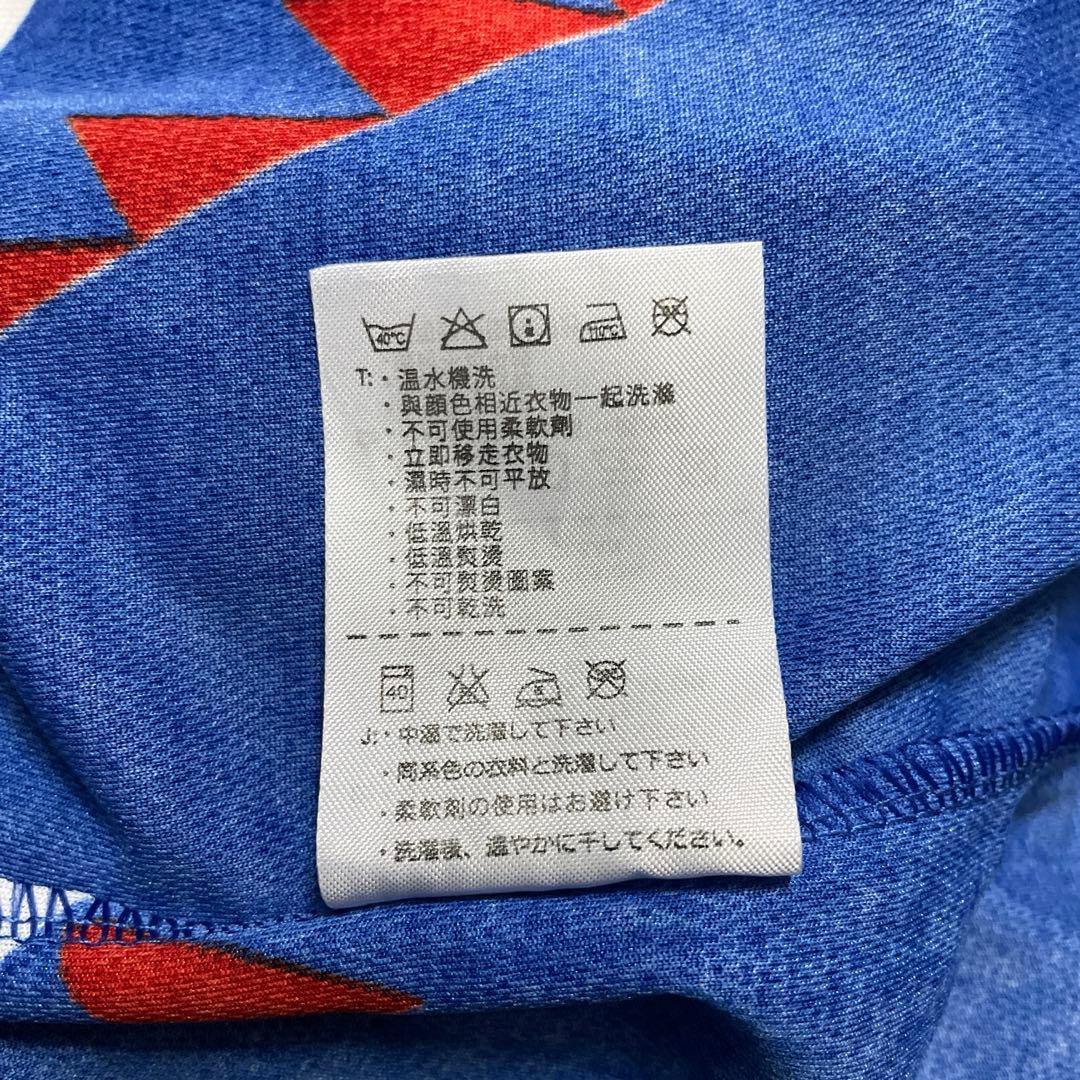 40°C 110°C
T:・温水機洗
・與顏色相近衣物一起洗滌
・不可使用柔軟劑
・立即移走衣物
・濕時不可平放
・不可漂白
・低溫烘乾
・低溫熨燙
・不可熨燙圖案
・不可乾洗
40
J:・中温で洗濯して下さい
・同系色の衣料と洗濯して下さい
・柔軟剤の使用はお避け下さい
・洗濯後、温やかに干してください。